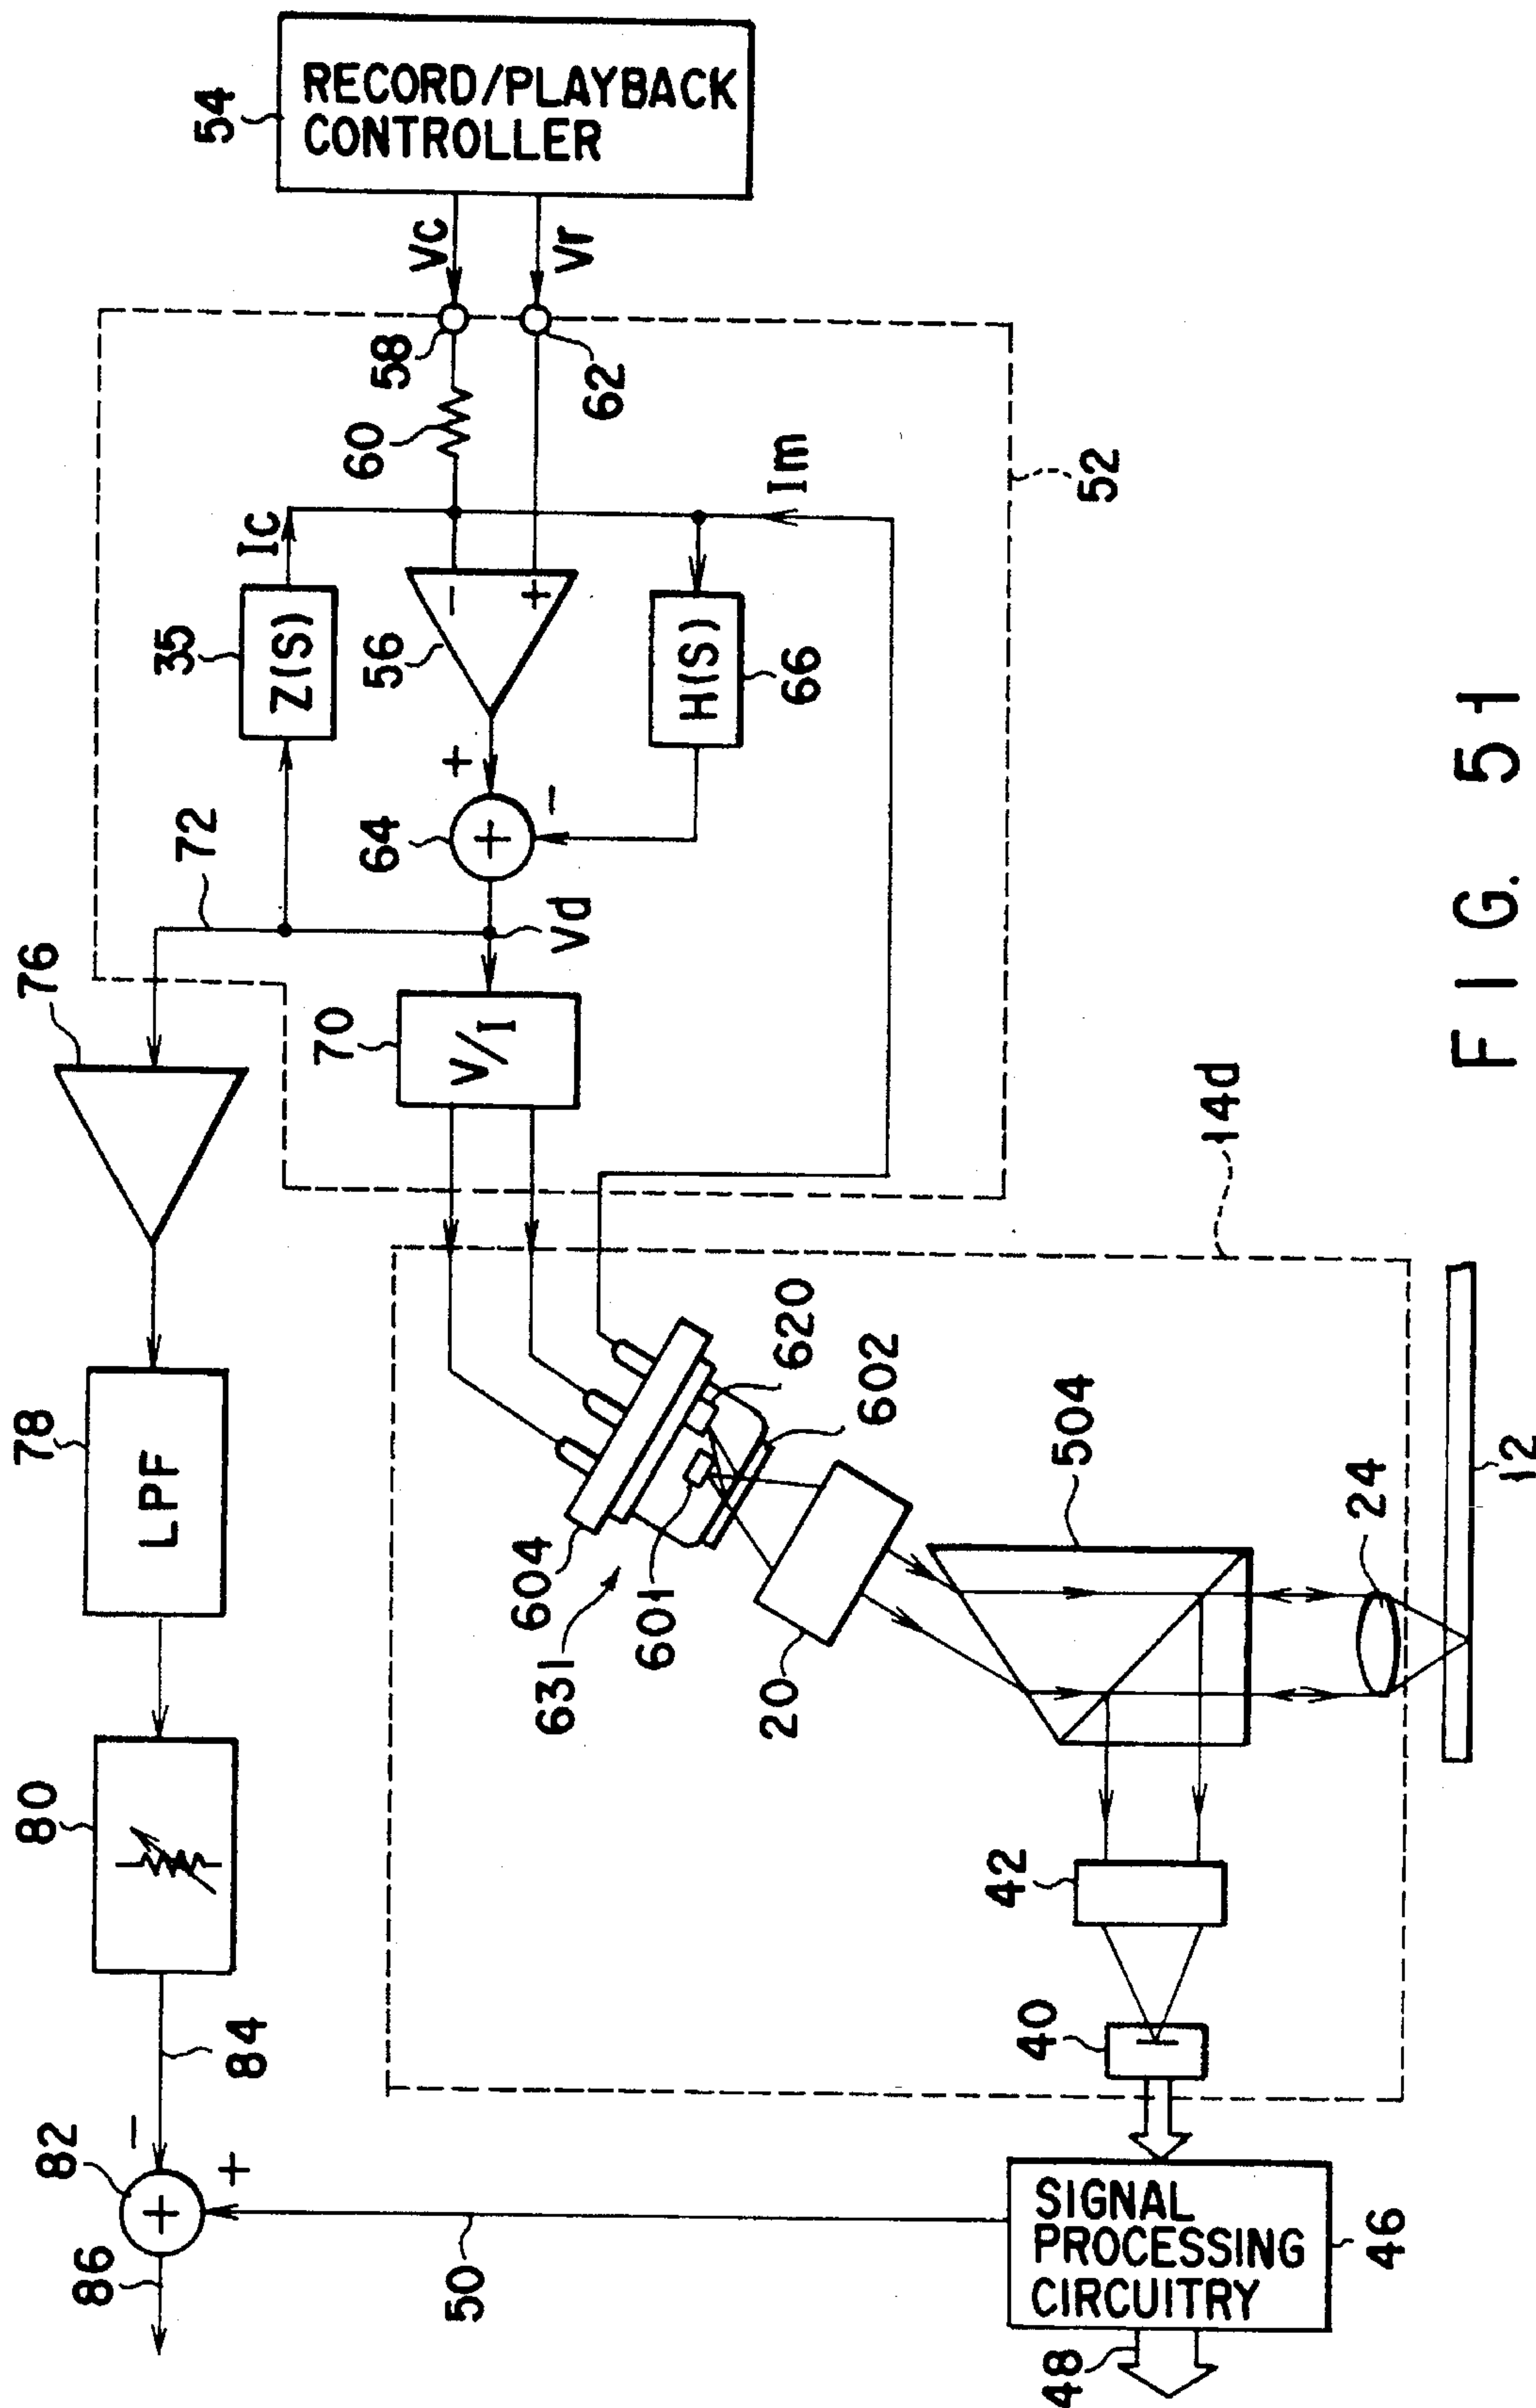 54
RECORD/PLAYBACK
CONTROLLER
Vc
Vr
58
62
60
Im
52
Ic
35
Z(S)
56
−
+
H(S)
66
+
−
64
+
72
Vd
76
70
V/I
14d
78
LPF
604
631
601
620
602
20
504
24
12
80
42
40
84
82
−
+
+
86
50
SIGNAL
PROCESSING
CIRCUITRY
46
48
FIG. 51